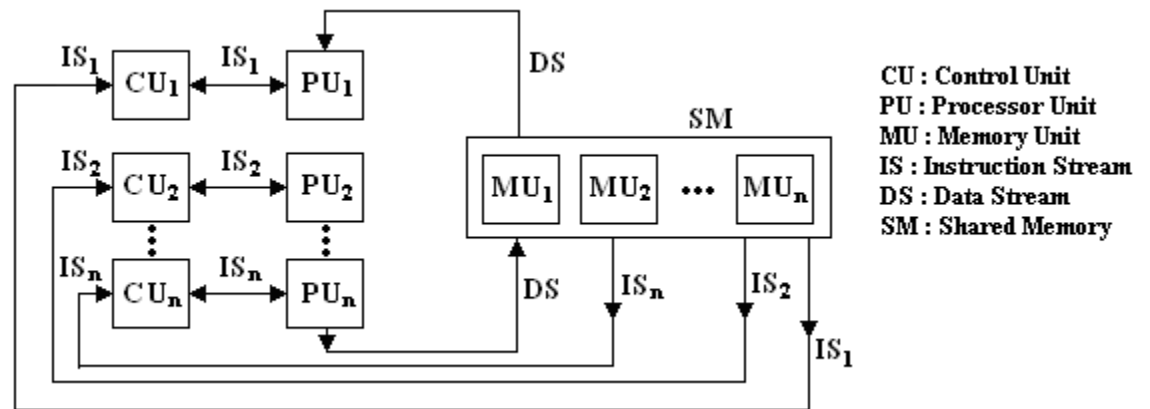 IS₁ IS₁ DS
CU₁ PU₁
SM
IS₂ IS₂
CU₂ PU₂ MU₁ MU₂ ••• MUₙ
ISₙ ISₙ
CUₙ PUₙ DS ISₙ IS₂
IS₁
CU : Control Unit
PU : Processor Unit
MU : Memory Unit
IS : Instruction Stream
DS : Data Stream
SM : Shared Memory